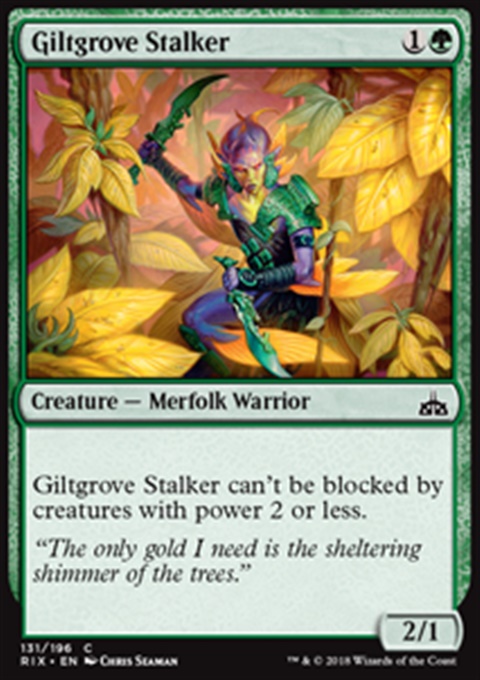 Giltgrove Stalker 1
Creature — Merfolk Warrior
Giltgrove Stalker can't be blocked by
creatures with power 2 or less.
"The only gold I need is the sheltering
shimmer of the trees."
2/1
131/196 C
RIX • EN Chris Seaman
™ & © 2018 Wizards of the Coast